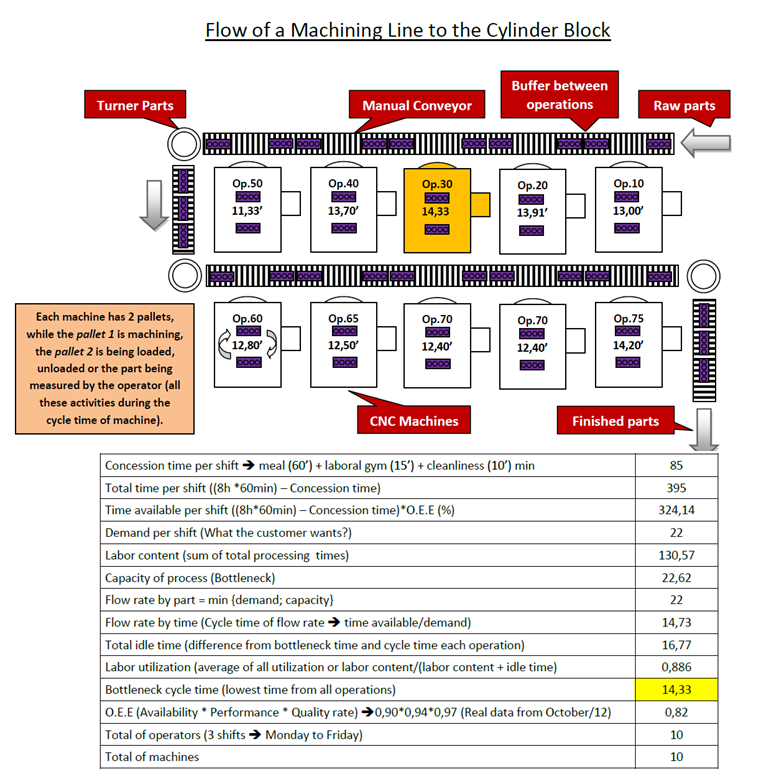 Flow of a Machining Line to the Cylinder Block
Turner Parts
Manual Conveyor
Buffer between
operations
Raw parts
Op.50
11,33’
Op.40
13,70’
Op.30
14,33
Op.20
13,91’
Op.10
13,00’
Each machine has 2 pallets,
while the pallet 1 is machining,
the pallet 2 is being loaded,
unloaded or the part being
measured by the operator (all
these activities during the
cycle time of machine).
Op.60
12,80’
Op.65
12,50’
Op.70
12,40’
Op.70
12,40’
Op.75
14,20’
CNC Machines
Finished parts
Concession time per shift ➔ meal (60’) + laboral gym (15’) + cleanliness (10’) min 85
Total time per shift ((8h *60min) – Concession time) 395
Time available per shift ((8h*60min) – Concession time)*O.E.E (%) 324,14
Demand per shift (What the customer wants?) 22
Labor content (sum of total processing times) 130,57
Capacity of process (Bottleneck) 22,62
Flow rate by part = min {demand; capacity} 22
Flow rate by time (Cycle time of flow rate ➔ time available/demand) 14,73
Total idle time (difference from bottleneck time and cycle time each operation) 16,77
Labor utilization (average of all utilization or labor content/(labor content + idle time) 0,886
Bottleneck cycle time (lowest time from all operations) 14,33
O.E.E (Availability * Performance * Quality rate) ➔0,90*0,94*0,97 (Real data from October/12) 0,82
Total of operators (3 shifts ➔ Monday to Friday) 10
Total of machines 10